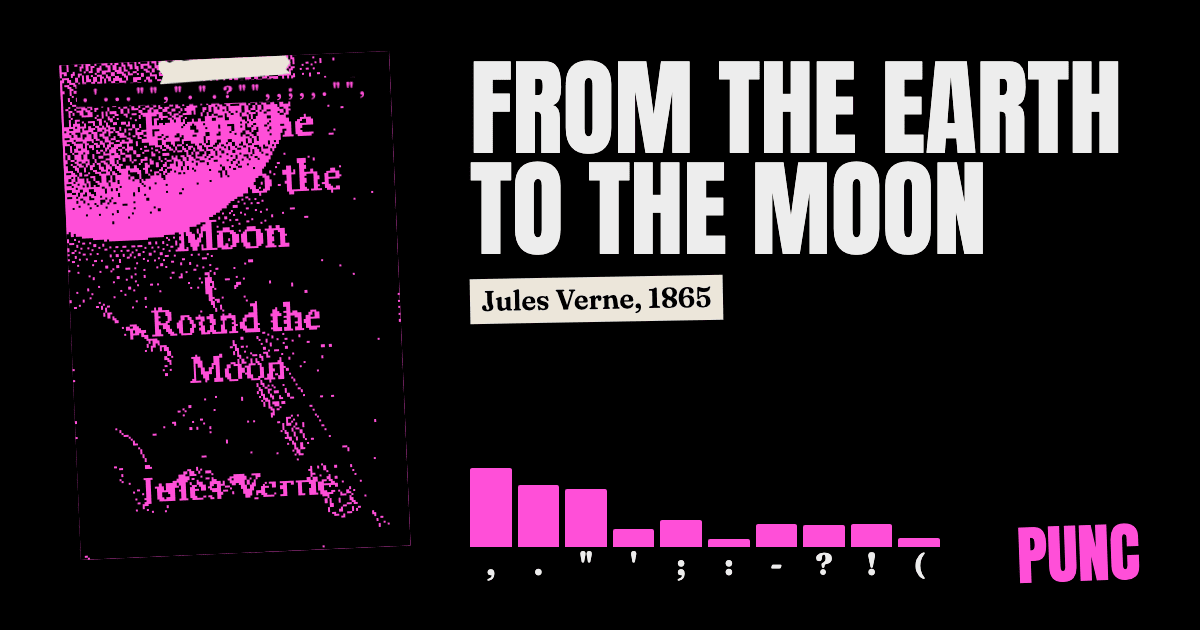 .'..."",".".?"",,;,,."",
From the
to the
Moon
Round the
Moon
Jules Verne
FROM THE EARTH
TO THE MOON
Jules Verne, 1865
, . " ' ; : - ? ! (
PUNC